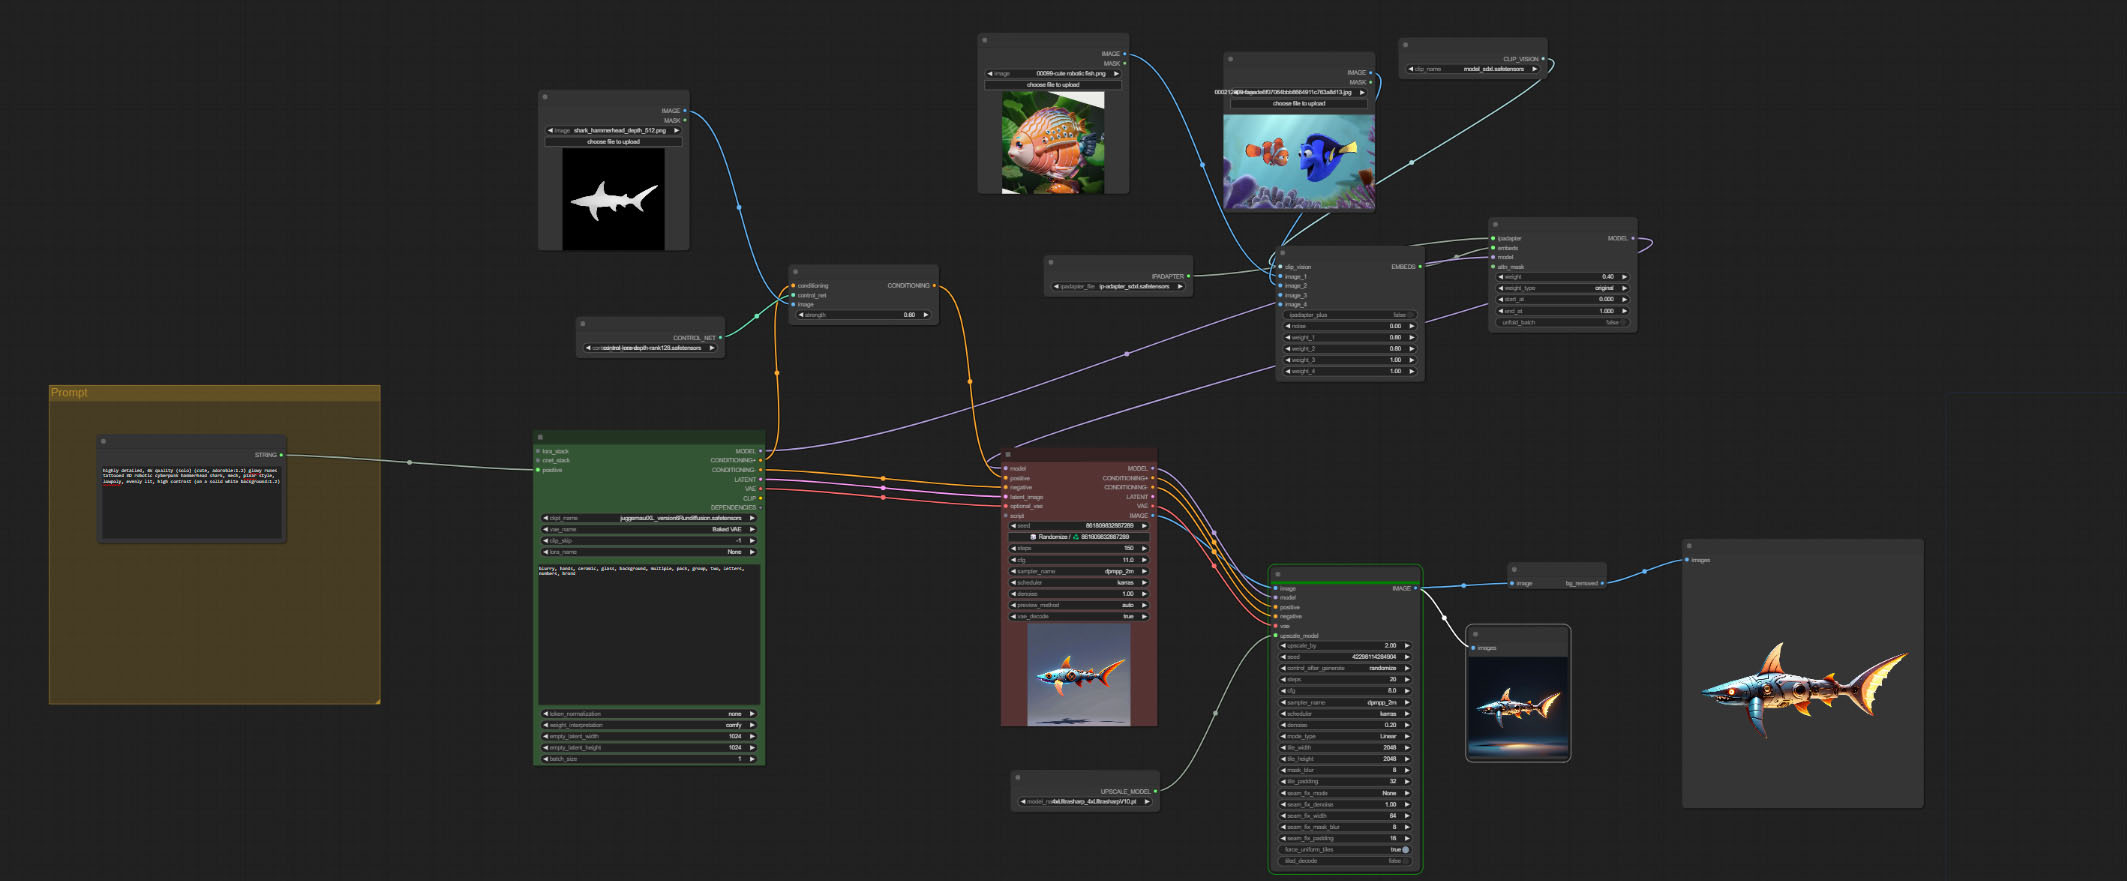 Prompt
STRING
highly detailed, 8k quality (solo) (cute, adorable:1.2) glowy runes
tattooed 3D robotic cyberpunk hammerhead shark, mech, pixar style,
lowpoly, evenly lit, high contrast (on a solid white background:1.2)
IMAGE
MASK
image shark_hammerhead_depth_512.png
choose file to upload
CONTROL_NET
control-lora-depth-rank128.safetensors
conditioning CONDITIONING
control_net
image
strength 0.60
lora_stack MODEL
cnet_stack CONDITIONING+
positive CONDITIONING-
LATENT
VAE
CLIP
DEPENDENCIES
ckpt_name juggernautXL_version6Rundiffusion.safetensors
vae_name Baked VAE
clip_skip -1
lora_name None
blurry, hands, ceramic, glass, background, multiple, pack, group, two, letters,
numbers, brand
token_normalization none
weight_interpretation comfy
empty_latent_width 1024
empty_latent_height 1024
batch_size 1
IMAGE
MASK
image 00099-cute robotic fish.png
choose file to upload
IMAGE
MASK
choose file to upload
CLIP_VISION
clip_name model_sdxl.safetensors
IPADAPTER
ipadapter_file ip-adapter_sdxl.safetensors
clip_vision EMBEDS
image_1
image_2
image_3
image_4
ipadapter_plus false
noise 0.00
weight_1 0.80
weight_2 0.80
weight_3 1.00
weight_4 1.00
ipadapter MODEL
embeds
model
attn_mask
weight 0.40
weight_type original
start_at 0.000
end_at 1.000
unfold_batch false
model MODEL
positive CONDITIONING+
negative CONDITIONING-
latent_image LATENT
optional_vae VAE
script IMAGE
seed 861809832887289
Randomize / 861809832887289
steps 150
cfg 11.0
sampler_name dpmpp_2m
scheduler karras
denoise 1.00
preview_method auto
vae_decode true
UPSCALE_MODEL
4xUltrasharp_4xUltrasharpV10.pt
image IMAGE
model
positive
negative
vae
upscale_model
upscale_by 2.00
seed 42298114284904
control_after_generate randomize
steps 20
cfg 8.0
sampler_name dpmpp_2m
scheduler karras
denoise 0.20
mode_type Linear
tile_width 2048
tile_height 2048
mask_blur 8
tile_padding 32
seam_fix_mode None
seam_fix_denoise 1.00
seam_fix_width 64
seam_fix_mask_blur 8
seam_fix_padding 16
force_uniform_tiles true
tiled_decode false
image bg_removed
images
images